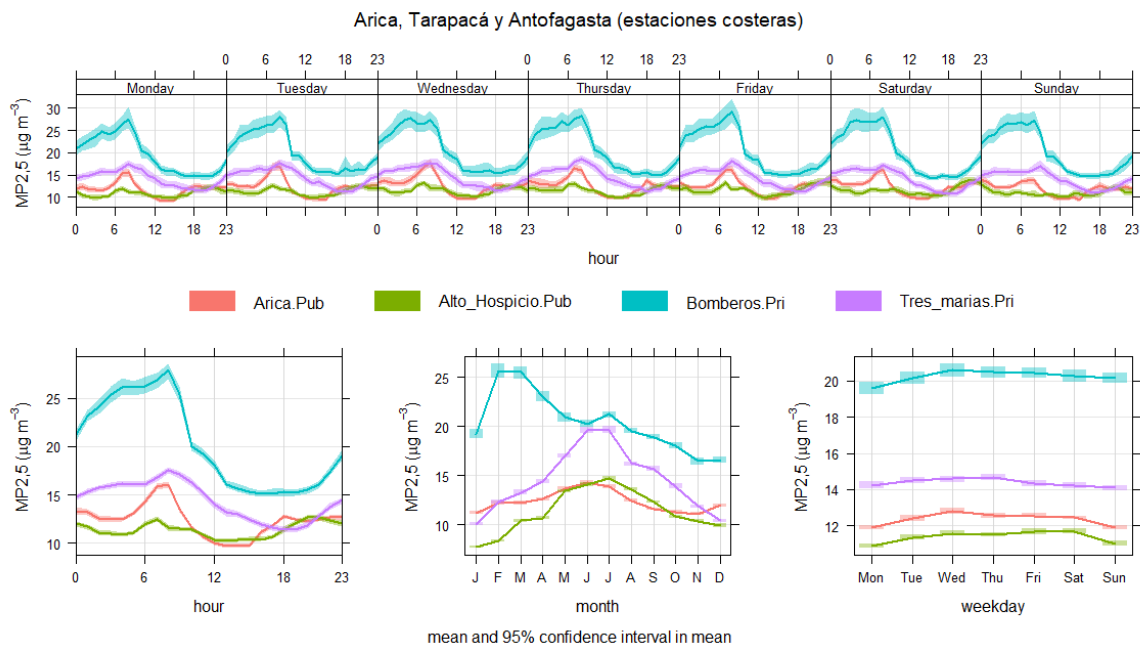 Arica, Tarapacá y Antofagasta (estaciones costeras)
0 6 12 18 23 0 6 12 18 23 0 6 12 18 23
Monday Tuesday Wednesday Thursday Friday Saturday Sunday
30
25
20
15
10
MP2,5 (µg m⁻³)
0 6 12 18 23 0 6 12 18 23 0 6 12 18 23 0 6 12 18 23
hour
Arica.Pub Alto_Hospicio.Pub Bomberos.Pri Tres_marias.Pri
25
20
15
10
MP2,5 (µg m⁻³)
0 6 12 18 23
hour
25
20
15
10
MP2,5 (µg m⁻³)
J F M A M J J A S O N D
month
20
18
16
14
12
MP2,5 (µg m⁻³)
Mon Tue Wed Thu Fri Sat Sun
weekday
mean and 95% confidence interval in mean